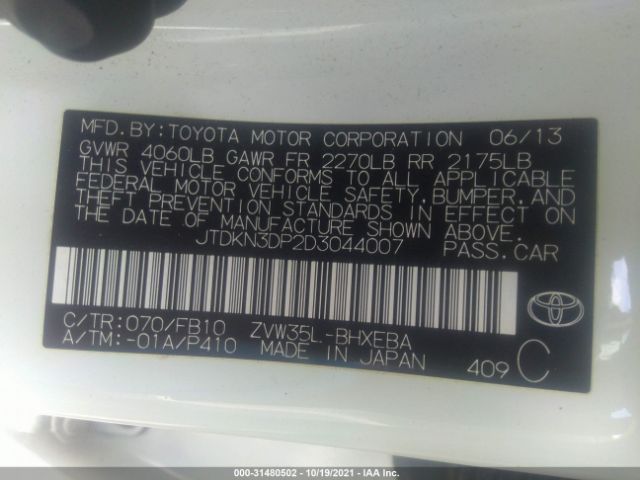 MFD.BY:TOYOTA MOTOR CORPORATION 06/13
GVWR 4060LB GAWR FR 2270LB RR 2175LB
THIS VEHICLE CONFORMS TO ALL APPLICABLE
FEDERAL MOTOR VEHICLE SAFETY,BUMPER,AND
THEFT PREVENTION STANDARDS IN EFFECT ON
THE DATE OF MANUFACTURE SHOWN ABOVE.
JTDKN3DP2D3044007 PASS.CAR
C/TR:070/FB10 ZVW35L-BHXEBA
A/TM:-01A/P410 MADE IN JAPAN
409 C
000-31480502 - 10/19/2021 - IAA Inc.